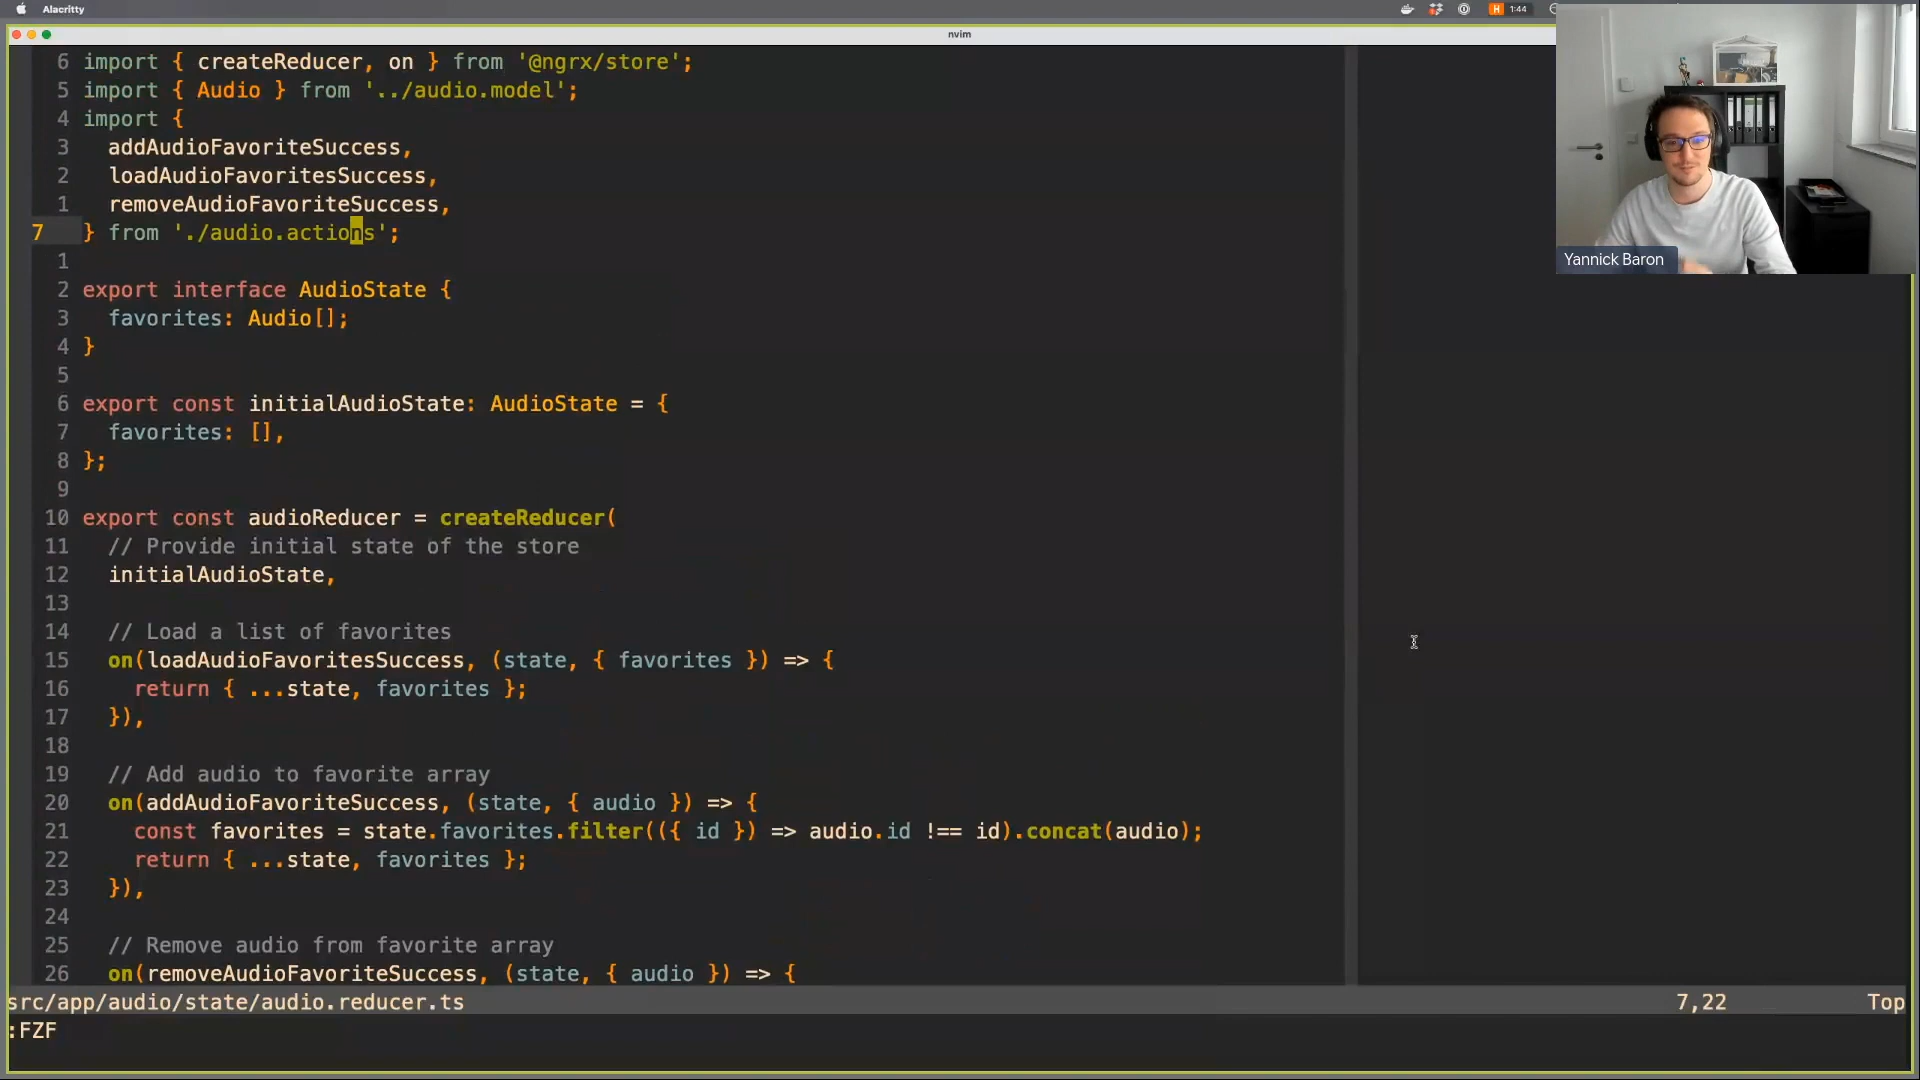 Alacritty
H 1:44
nvim
6 import { createReducer, on } from '@ngrx/store';
5 import { Audio } from '../audio.model';
4 import {
3 addAudioFavoriteSuccess,
2 loadAudioFavoritesSuccess,
1 removeAudioFavoriteSuccess,
7 } from './audio.actions';
1
2 export interface AudioState {
3 favorites: Audio[];
4 }
5
6 export const initialAudioState: AudioState = {
7 favorites: [],
8 };
9
10 export const audioReducer = createReducer(
11 // Provide initial state of the store
12 initialAudioState,
13
14 // Load a list of favorites
15 on(loadAudioFavoritesSuccess, (state, { favorites }) => {
16 return { ...state, favorites };
17 }),
18
19 // Add audio to favorite array
20 on(addAudioFavoriteSuccess, (state, { audio }) => {
21 const favorites = state.favorites.filter(({ id }) => audio.id !== id).concat(audio);
22 return { ...state, favorites };
23 }),
24
25 // Remove audio from favorite array
26 on(removeAudioFavoriteSuccess, (state, { audio }) => {
src/app/audio/state/audio.reducer.ts 7,22 Top
:FZF
Yannick Baron